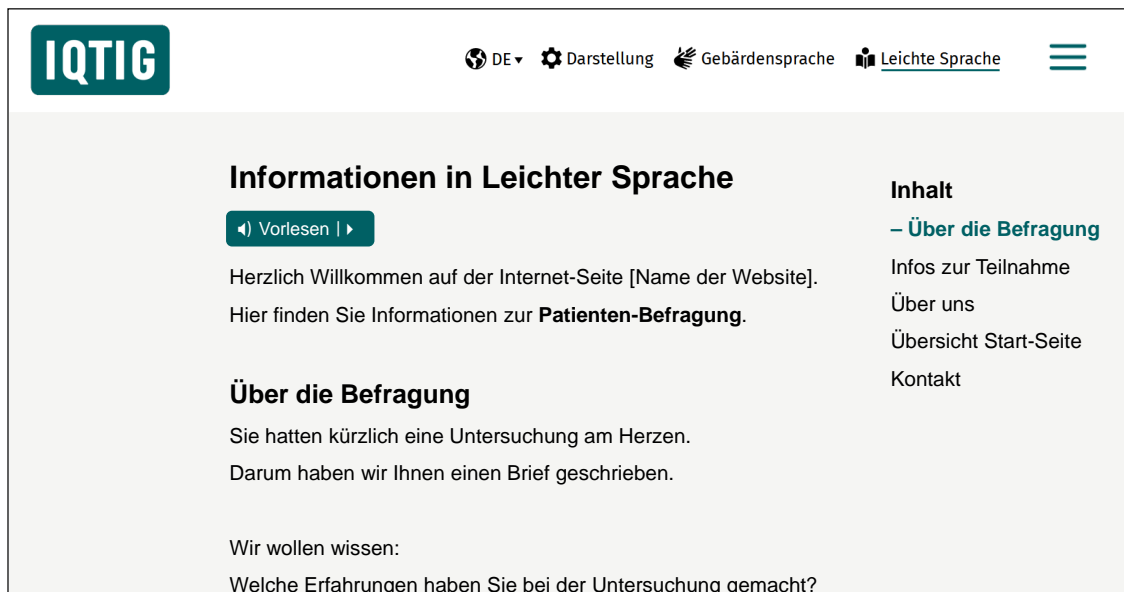 IQTIG
DE Darstellung Gebärdensprache Leichte Sprache
Informationen in Leichter Sprache
Vorlesen |
Herzlich Willkommen auf der Internet-Seite [Name der Website].
Hier finden Sie Informationen zur Patienten-Befragung.
Über die Befragung
Sie hatten kürzlich eine Untersuchung am Herzen.
Darum haben wir Ihnen einen Brief geschrieben.
Wir wollen wissen:
Welche Erfahrungen haben Sie bei der Untersuchung gemacht?
Inhalt
– Über die Befragung
Infos zur Teilnahme
Über uns
Übersicht Start-Seite
Kontakt